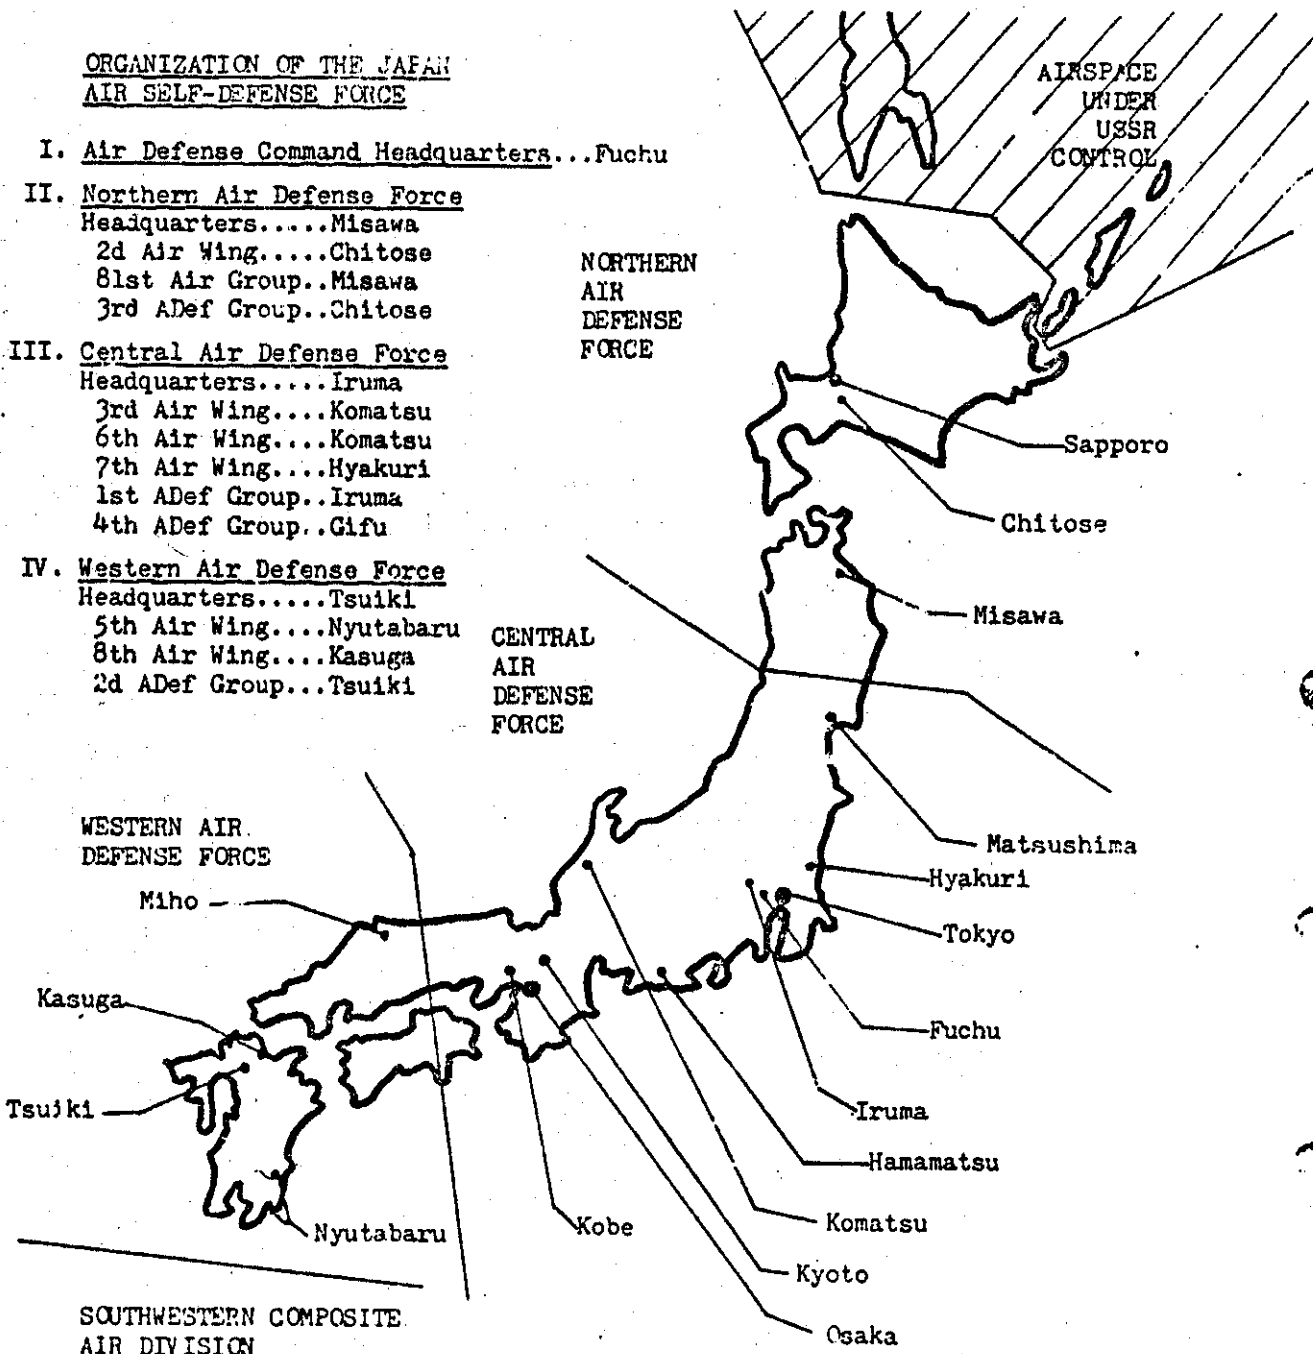 ORGANIZATION OF THE JAPAN
AIR SELF-DEFENSE FORCE
I. Air Defense Command Headquarters...Fuchu
II. Northern Air Defense Force
Headquarters.....Misawa
2d Air Wing.....Chitose
81st Air Group..Misawa
3rd ADef Group..Chitose
III. Central Air Defense Force
Headquarters.....Iruma
3rd Air Wing....Komatsu
6th Air Wing....Komatsu
7th Air Wing....Hyakuri
1st ADef Group..Iruma
4th ADef Group..Gifu
IV. Western Air Defense Force
Headquarters.....Tsuiki
5th Air Wing....Nyutabaru
8th Air Wing....Kasuga
2d ADef Group...Tsuiki
AIRSPACE
UNDER
USSR
CONTROL
NORTHERN
AIR
DEFENSE
FORCE
Sapporo
Chitose
Misawa
CENTRAL
AIR
DEFENSE
FORCE
Matsushima
Hyakuri
Tokyo
Fuchu
Iruma
Hamamatsu
Komatsu
Kyoto
Osaka
Kobe
WESTERN AIR
DEFENSE FORCE
Miho
Kasuga
Tsuiki
Nyutabaru
SOUTHWESTERN COMPOSITE
AIR DIVISION